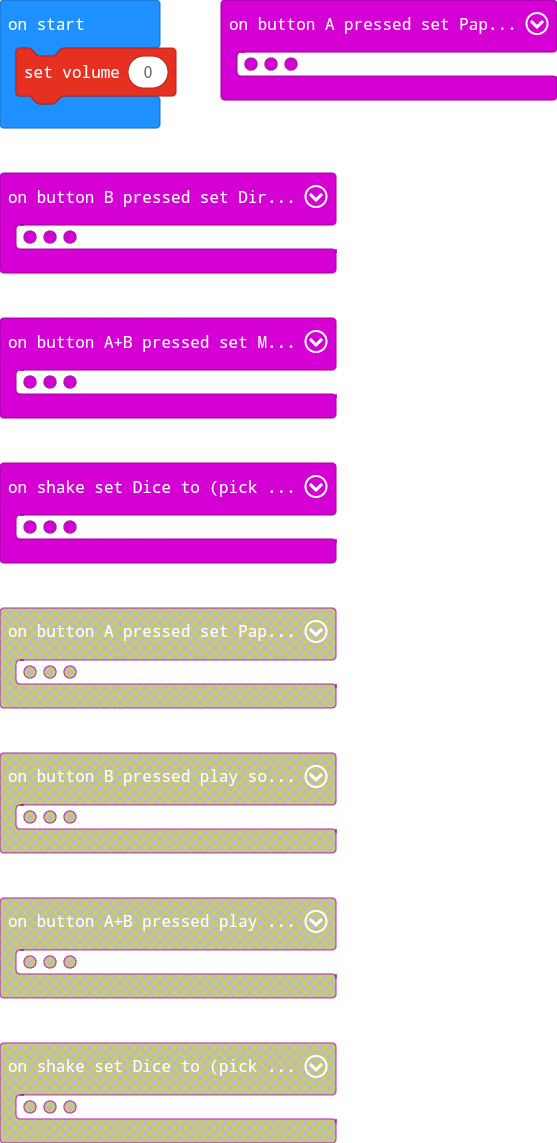 on start
set volume 0
on button A pressed set Pap...
on button B pressed set Dir...
on button A+B pressed set M...
on shake set Dice to (pick ...
on button A pressed set Pap...
on button B pressed play so...
on button A+B pressed play ...
on shake set Dice to (pick ...